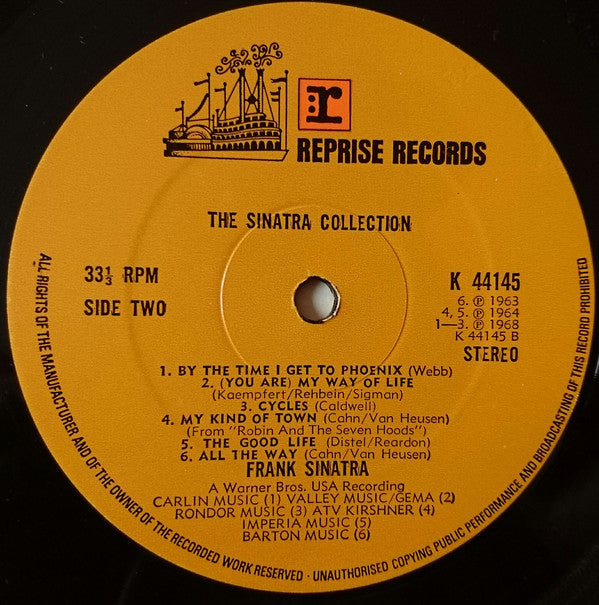 r
REPRISE RECORDS
THE SINATRA COLLECTION
33⅓ RPM
SIDE TWO
K 44145
6. ℗ 1963
4, 5. ℗ 1964
1—3. ℗ 1968
K 44145 B
STEREO
1. BY THE TIME I GET TO PHOENIX (Webb)
2. (YOU ARE) MY WAY OF LIFE
(Kaempfert/Rehbein/Sigman)
3. CYCLES (Caldwell)
4. MY KIND OF TOWN (Cahn/Van Heusen)
(From "Robin And The Seven Hoods")
5. THE GOOD LIFE (Distel/Reardon)
6. ALL THE WAY (Cahn/Van Heusen)
FRANK SINATRA
A Warner Bros. USA Recording
CARLIN MUSIC (1) VALLEY MUSIC/GEMA (2)
RONDOR MUSIC (3) ATV KIRSHNER (4)
IMPERIA MUSIC (5)
BARTON MUSIC (6)
ALL RIGHTS OF THE MANUFACTURER AND OF THE OWNER OF THE RECORDED WORK RESERVED · UNAUTHORISED COPYING PUBLIC PERFORMANCE AND BROADCASTING OF THIS RECORD PROHIBITED